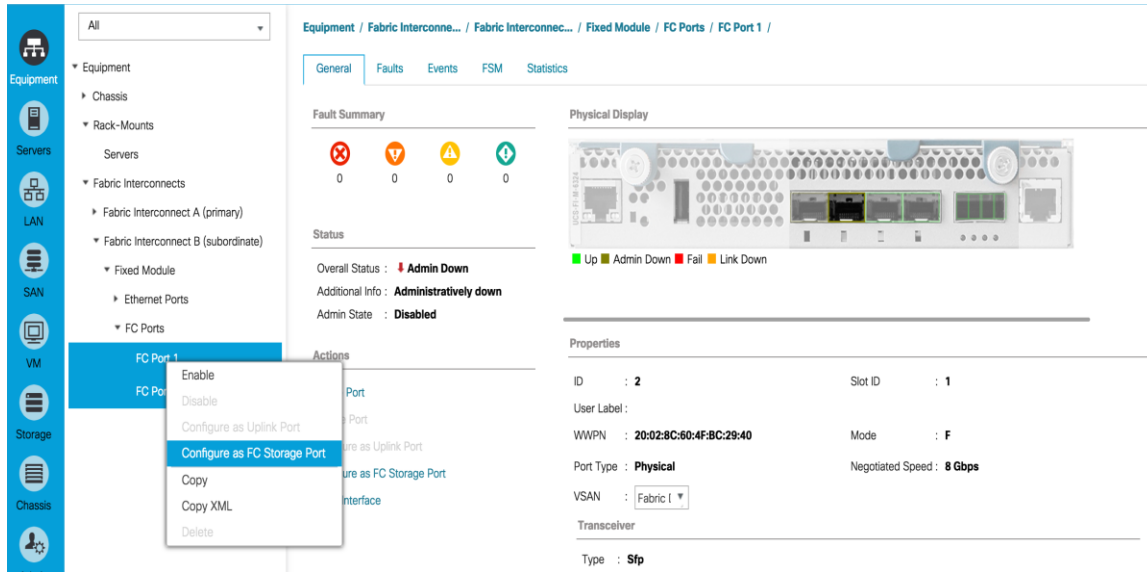 All
Equipment
Servers
LAN
SAN
VM
Storage
Chassis
Equipment
Chassis
Rack-Mounts
Servers
Fabric Interconnects
Fabric Interconnect A (primary)
Fabric Interconnect B (subordinate)
Fixed Module
Ethernet Ports
FC Ports
FC Port 1
FC Por
Enable
Disable
Configure as Uplink Port
Configure as FC Storage Port
Copy
Copy XML
Delete
Equipment / Fabric Interconne... / Fabric Interconnec... / Fixed Module / FC Ports / FC Port 1 /
General Faults Events FSM Statistics
Fault Summary
0 0 0 0
Status
Overall Status : Admin Down
Additional Info : Administratively down
Admin State : Disabled
Actions
Port
Port
ure as Uplink Port
ure as FC Storage Port
nterface
Physical Display
UCS-FI-M-6324
Up Admin Down Fail Link Down
Properties
ID : 2 Slot ID : 1
User Label :
WWPN : 20:02:8C:60:4F:BC:29:40 Mode : F
Port Type : Physical Negotiated Speed : 8 Gbps
VSAN : Fabric [
Transceiver
Type : Sfp